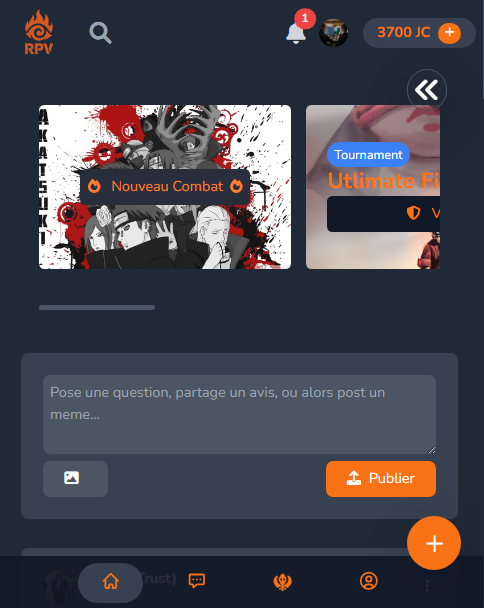 RPV
1
3700 JC
AKATSUKI
Nouveau Combat
Tournament
Utlimate Fi
V
Pose une question, partage un avis, ou alors post un
meme...
Publier
Trust)